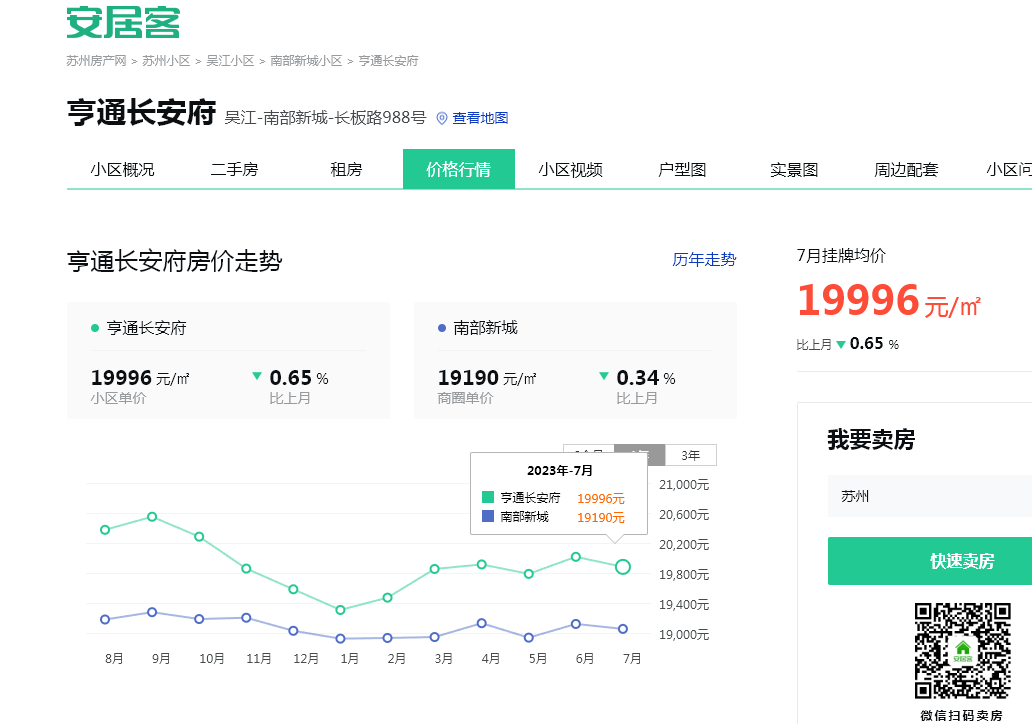 安居客
苏州房产网 > 苏州小区 > 吴江小区 > 南部新城小区 > 亨通长安府
亨通长安府 吴江-南部新城-长板路988号 查看地图
小区概况 二手房 租房 价格行情 小区视频 户型图 实景图 周边配套 小区问
亨通长安府房价走势 历年走势
亨通长安府
19996 元/㎡ 0.65 %
小区单价 比上月
南部新城
19190 元/㎡ 0.34 %
商圈单价 比上月
3年
2023年-7月
亨通长安府 19996元
南部新城 19190元
21,000元
20,600元
20,200元
19,800元
19,400元
19,000元
8月 9月 10月 11月 12月 1月 2月 3月 4月 5月 6月 7月
7月挂牌均价
19996 元/㎡
比上月 0.65 %
我要卖房
苏州
快速卖房
安居客
微信扫码卖房